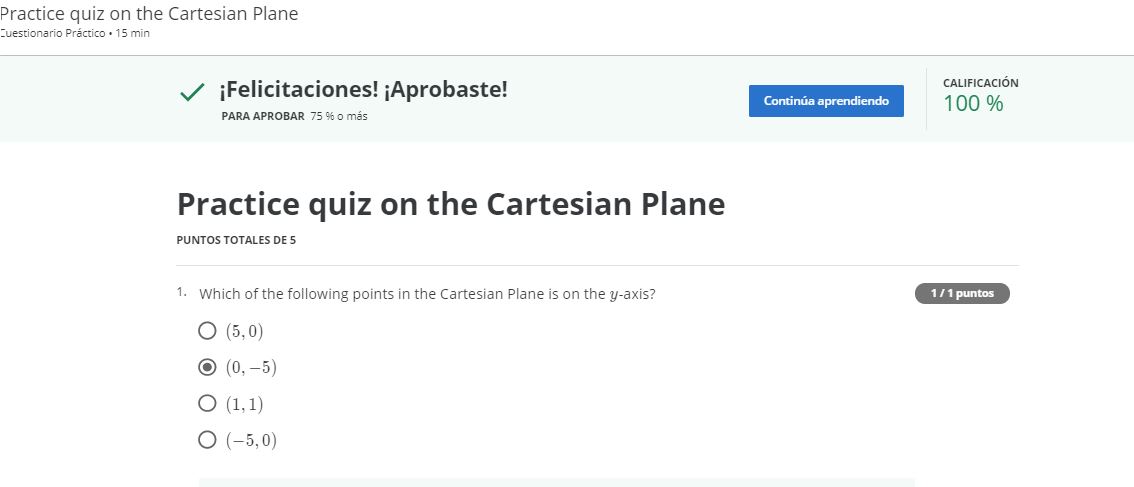 Practice quiz on the Cartesian Plane
Cuestionario Práctico • 15 min
¡Felicitaciones! ¡Aprobaste!
PARA APROBAR 75 % o más
Continúa aprendiendo
CALIFICACIÓN
100 %
Practice quiz on the Cartesian Plane
PUNTOS TOTALES DE 5
1. Which of the following points in the Cartesian Plane is on the y-axis?
1 / 1 puntos
(5, 0)
(0, −5)
(1, 1)
(−5, 0)